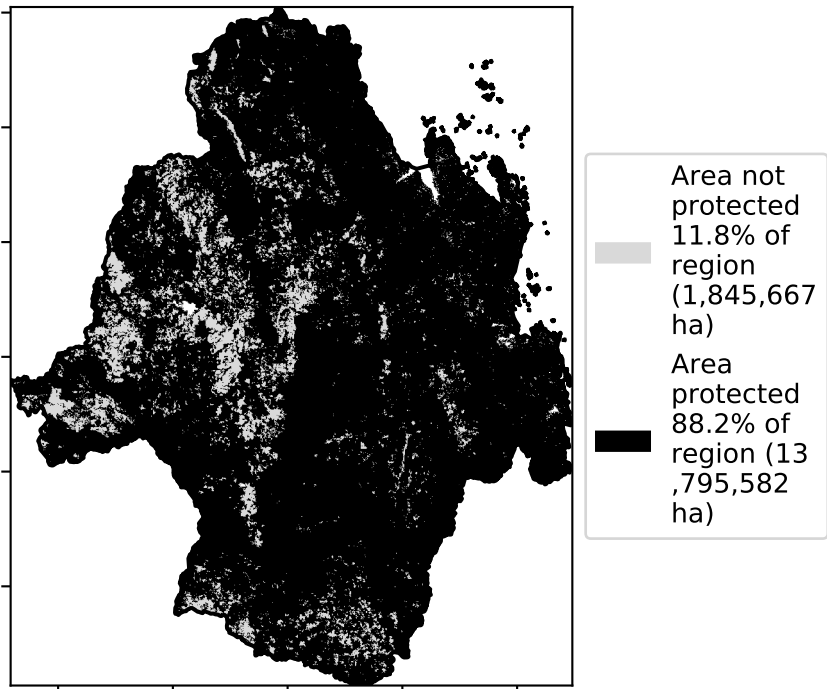 Area not
protected
11.8% of
region
(1,845,667
ha)
Area
protected
88.2% of
region (13
,795,582
ha)